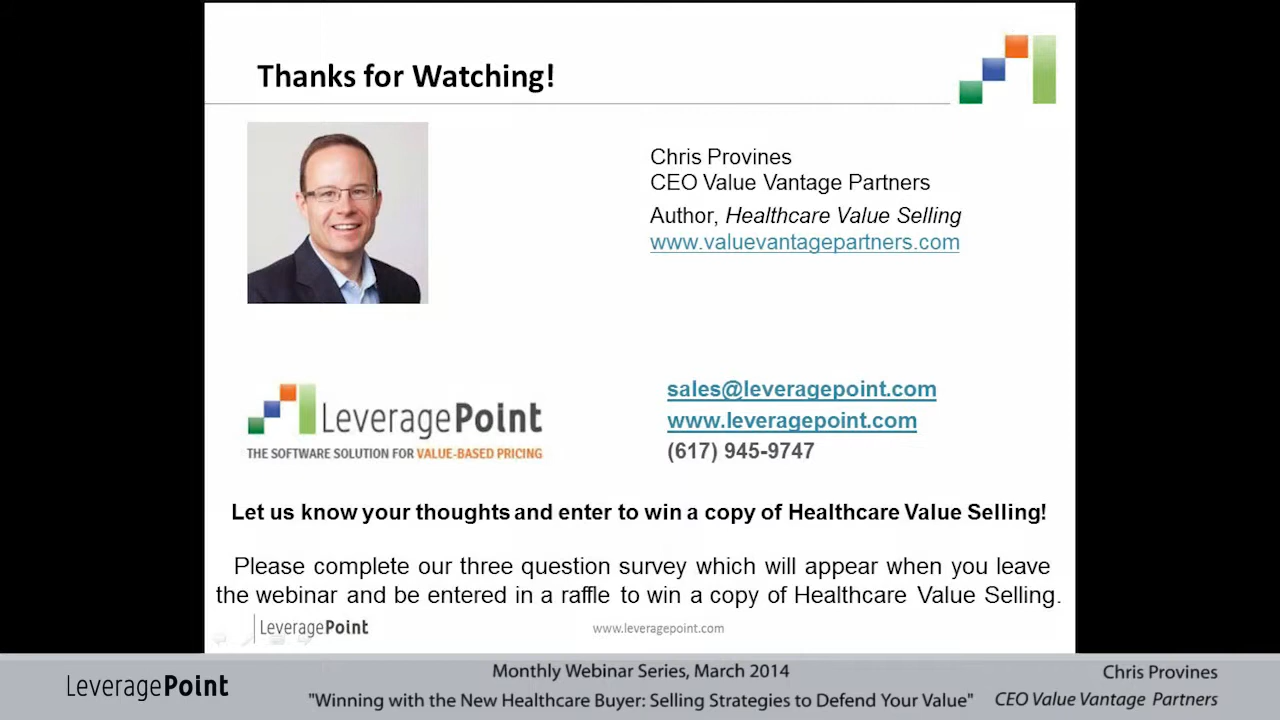 Thanks for Watching!
Chris Provines
CEO Value Vantage Partners
Author, Healthcare Value Selling
www.valuevantagepartners.com
LeveragePoint
THE SOFTWARE SOLUTION FOR VALUE-BASED PRICING
sales@leveragepoint.com
www.leveragepoint.com
(617) 945-9747
Let us know your thoughts and enter to win a copy of Healthcare Value Selling!
Please complete our three question survey which will appear when you leave
the webinar and be entered in a raffle to win a copy of Healthcare Value Selling.
LeveragePoint
www.leveragepoint.com
LeveragePoint
Monthly Webinar Series, March 2014
"Winning with the New Healthcare Buyer: Selling Strategies to Defend Your Value"
Chris Provines
CEO Value Vantage Partners